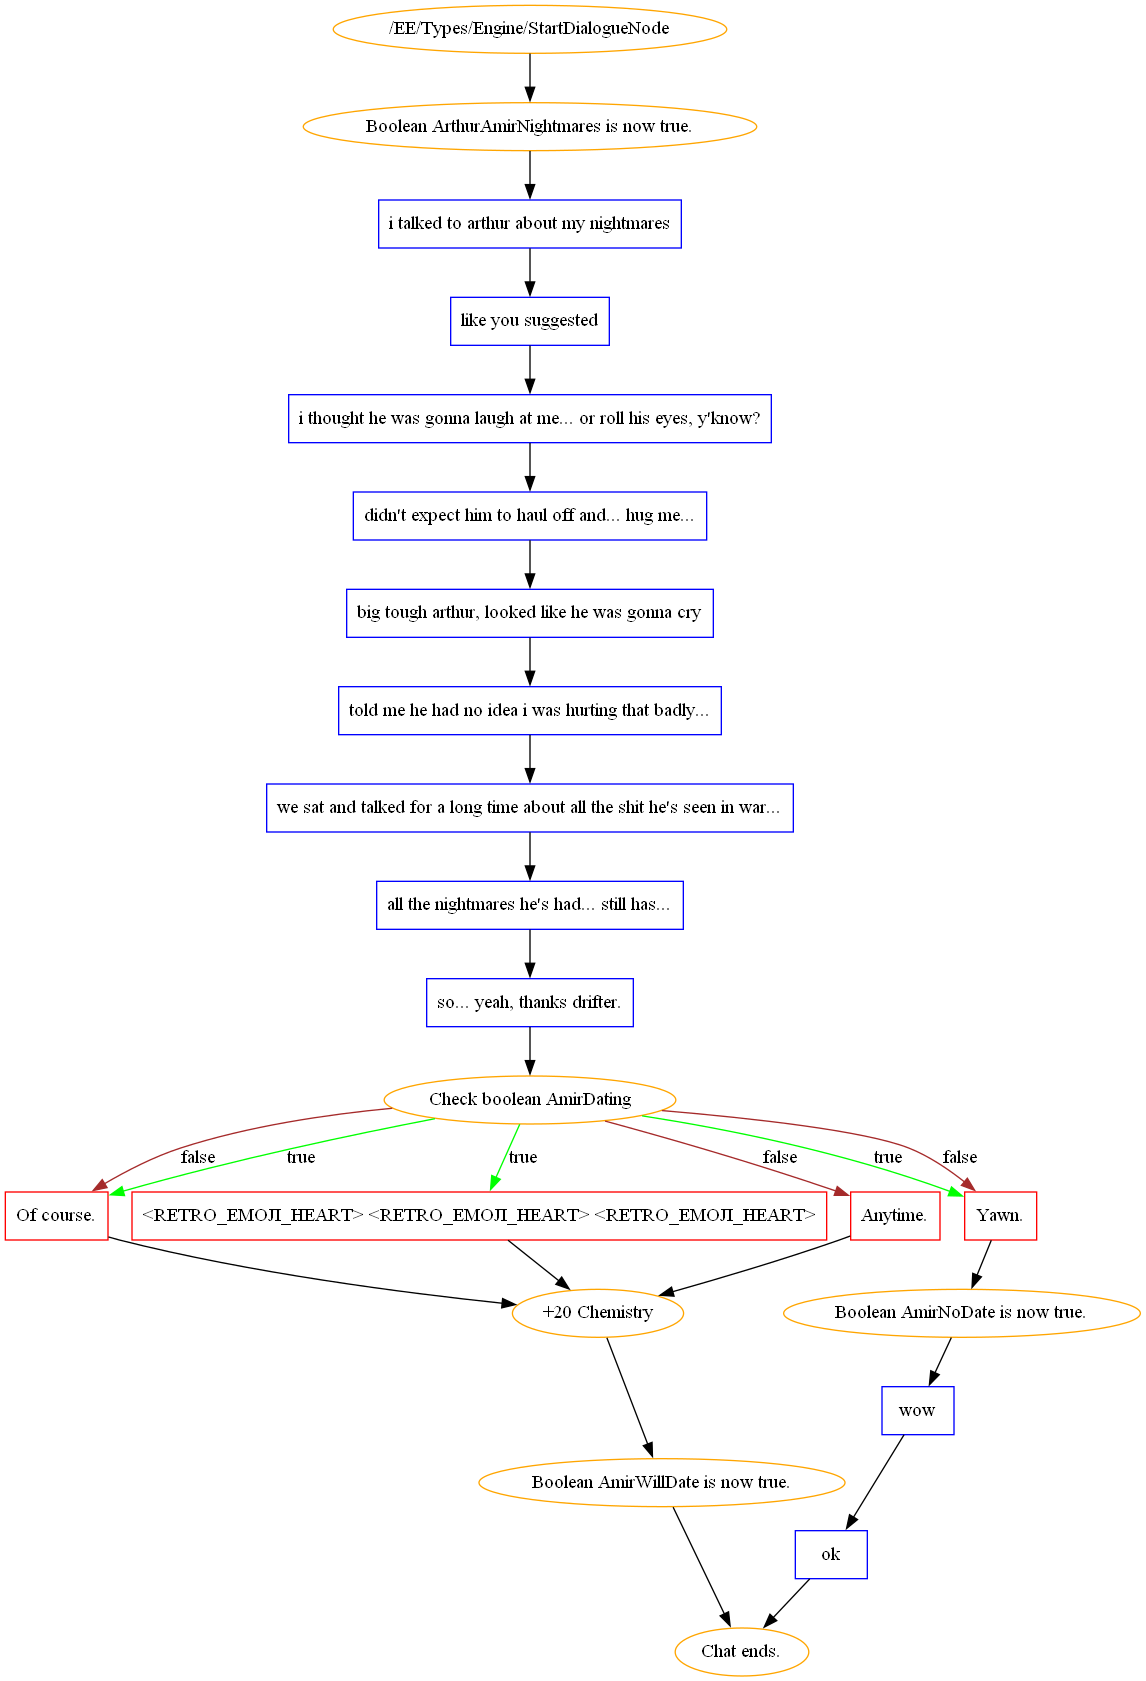 /EE/Types/Engine/StartDialogueNode
Boolean ArthurAmirNightmares is now true.
i talked to arthur about my nightmares
like you suggested
i thought he was gonna laugh at me... or roll his eyes, y'know?
didn't expect him to haul off and... hug me...
big tough arthur, looked like he was gonna cry
told me he had no idea i was hurting that badly...
we sat and talked for a long time about all the shit he's seen in war...
all the nightmares he's had... still has...
so... yeah, thanks drifter.
Check boolean AmirDating
false
true
true
false
true
false
Of course.
<RETRO_EMOJI_HEART> <RETRO_EMOJI_HEART> <RETRO_EMOJI_HEART>
Anytime.
Yawn.
+20 Chemistry
Boolean AmirNoDate is now true.
wow
Boolean AmirWillDate is now true.
ok
Chat ends.